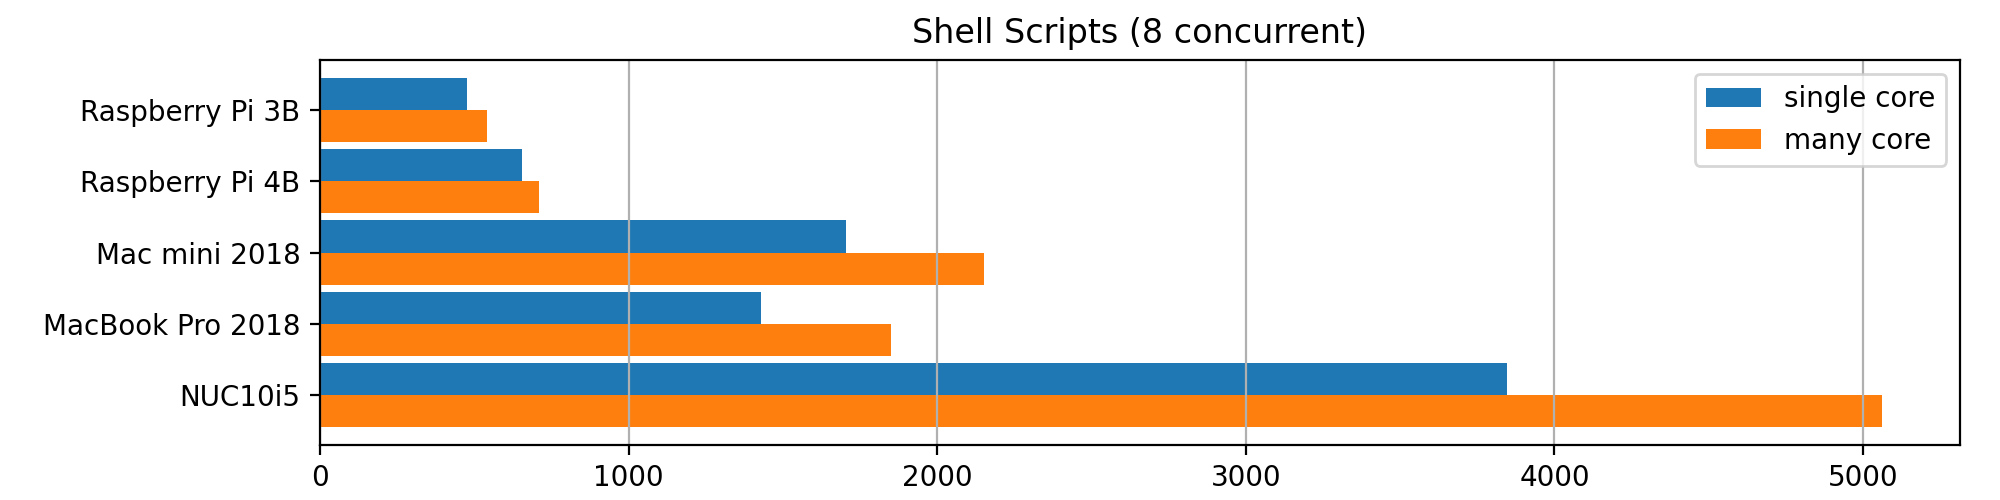 Shell Scripts (8 concurrent)
single core
many core
Raspberry Pi 3B
Raspberry Pi 4B
Mac mini 2018
MacBook Pro 2018
NUC10i5
0 1000 2000 3000 4000 5000